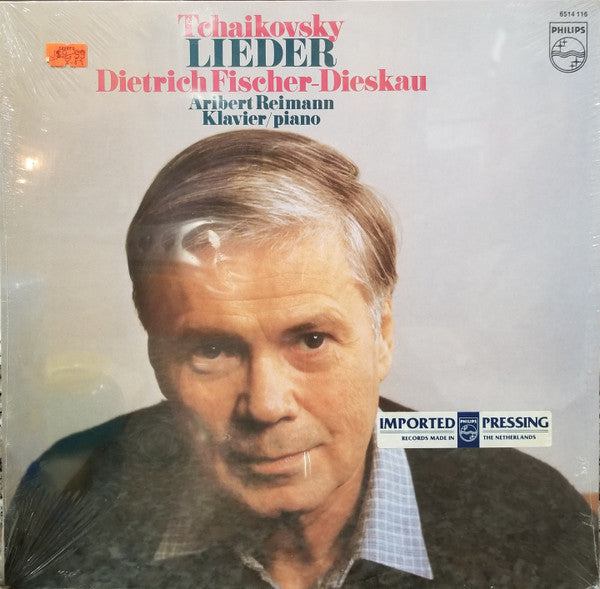 Tchaikovsky
LIEDER
Dietrich Fischer-Dieskau
Aribert Reimann
Klavier/piano
6514 116
PHILIPS
IMPORTED PHILIPS PRESSING
RECORDS MADE IN THE NETHERLANDS